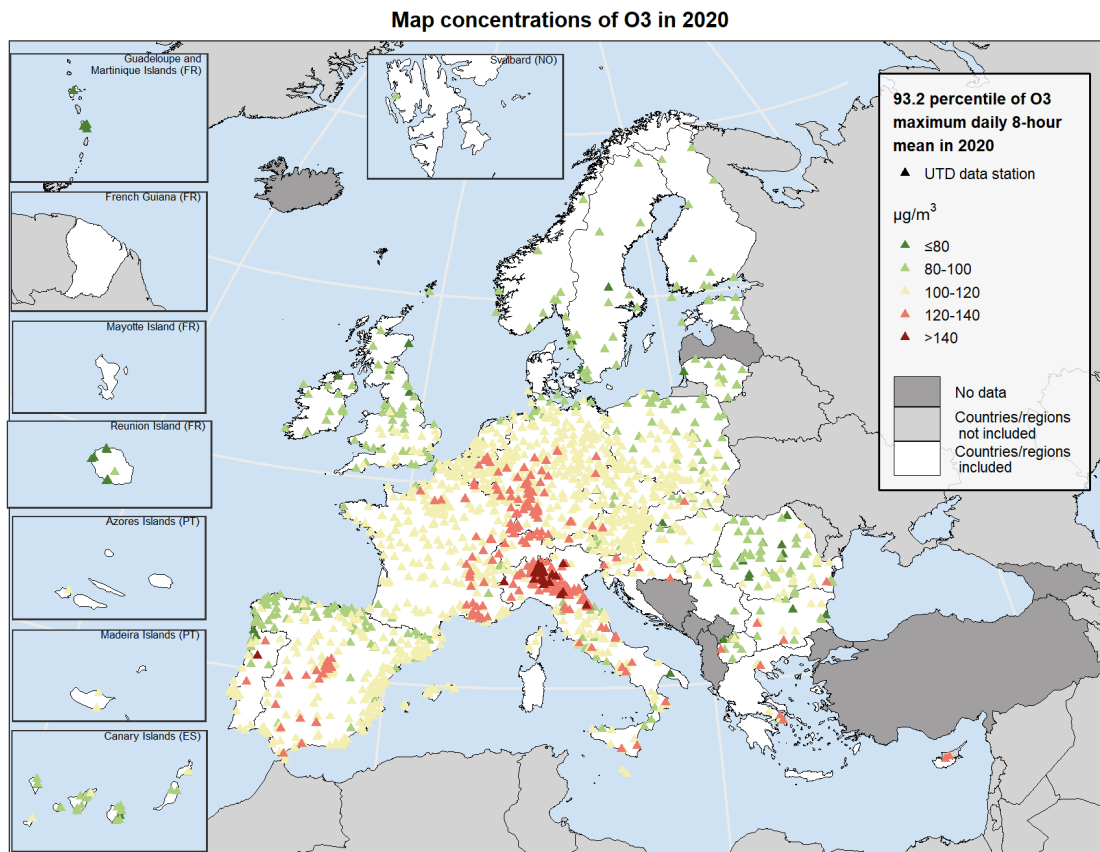 Map concentrations of O3 in 2020
Guadeloupe and
Martinique Islands (FR)
Svalbard (NO)
French Guiana (FR)
Mayotte Island (FR)
Reunion Island (FR)
Azores Islands (PT)
Madeira Islands (PT)
Canary Islands (ES)
93.2 percentile of O3
maximum daily 8-hour
mean in 2020
UTD data station
µg/m³
≤80
80-100
100-120
120-140
>140
No data
Countries/regions
not included
Countries/regions
included